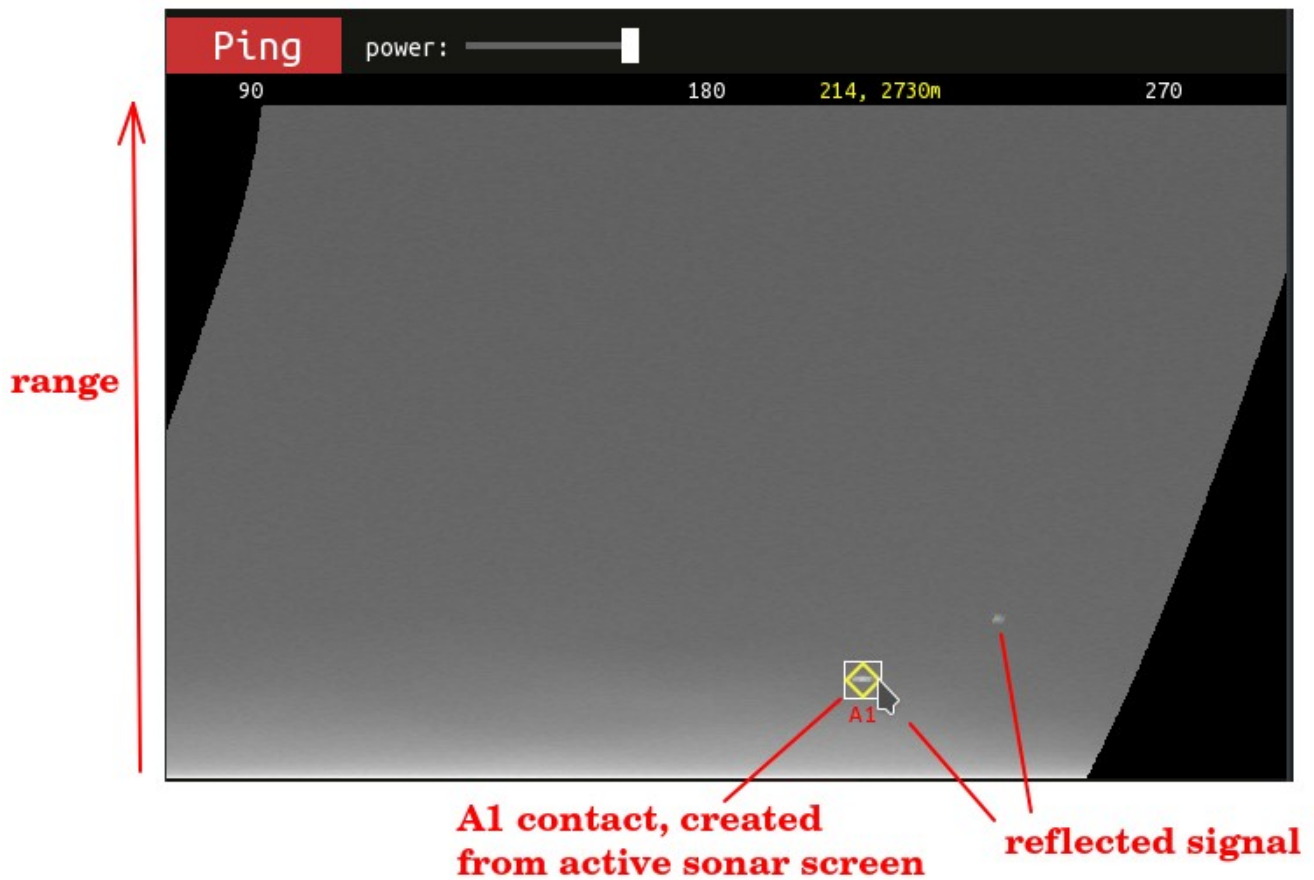 Ping power:
90 180 214, 2730m 270
range
A1
A1 contact, created
from active sonar screen
reflected signal